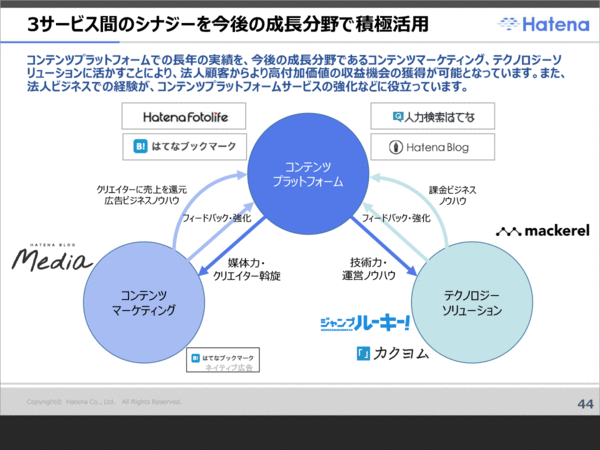 3サービス間のシナジーを今後の成長分野で積極活用
Hatena
コンテンツプラットフォームでの長年の実績を、今後の成長分野であるコンテンツマーケティング、テクノロジーソ
リューションに活かすことにより、法人顧客からより高付加価値の収益機会の獲得が可能となっています。また、
法人ビジネスでの経験が、コンテンツプラットフォームサービスの強化などに役立っています。
Hatena Fotolife
人力検索はてな
B! はてなブックマーク
Hatena Blog
コンテンツ
プラットフォーム
クリエイターに売上を還元
広告ビジネスノウハウ
課金ビジネス
ノウハウ
フィードバック・強化
フィードバック・強化
mackerel
HATENA BLOG
Media
媒体力・
クリエイター斡旋
技術力・
運営ノウハウ
コンテンツ
マーケティング
テクノロジー
ソリューション
ジャンプルーキー!
「」カクヨム
B! はてなブックマーク
ネイティブ広告
Copyright© Hatena Co., Ltd. All Rights Reserved.
44